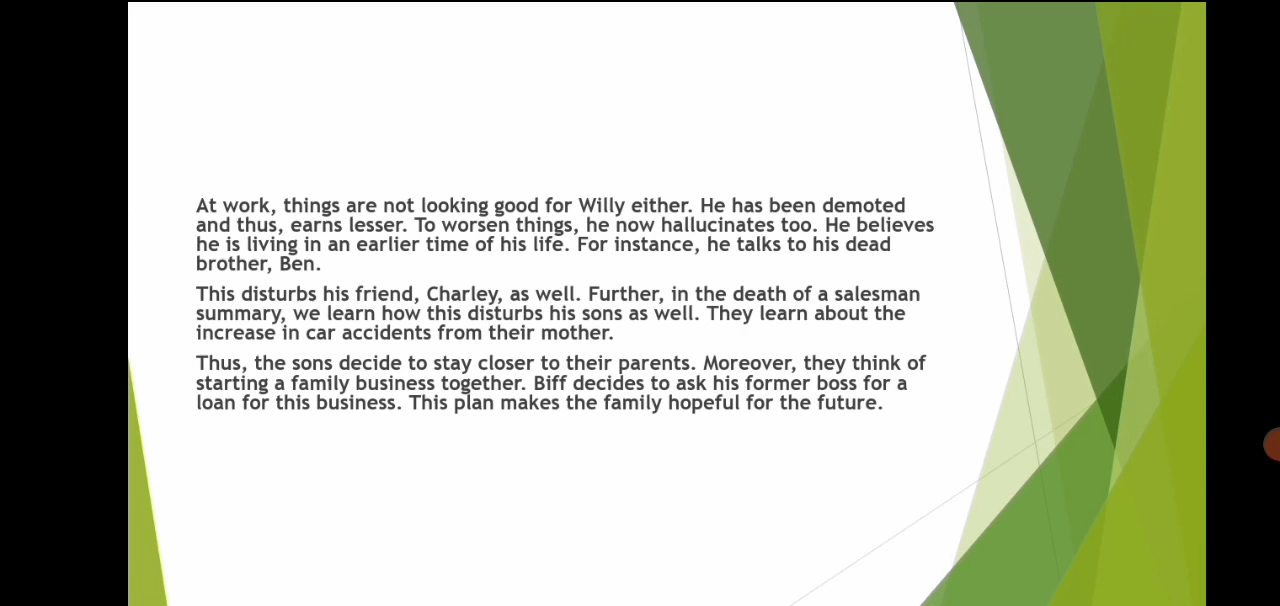 At work, things are not looking good for Willy either. He has been demoted
and thus, earns lesser. To worsen things, he now hallucinates too. He believes
he is living in an earlier time of his life. For instance, he talks to his dead
brother, Ben.
This disturbs his friend, Charley, as well. Further, in the death of a salesman
summary, we learn how this disturbs his sons as well. They learn about the
increase in car accidents from their mother.
Thus, the sons decide to stay closer to their parents. Moreover, they think of
starting a family business together. Biff decides to ask his former boss for a
loan for this business. This plan makes the family hopeful for the future.